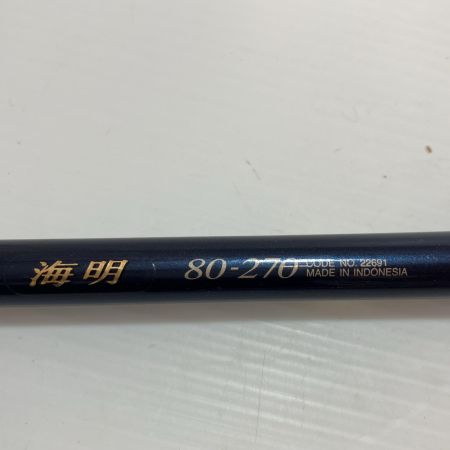 海明 80-270 CODE NO. 22691
MADE IN INDONESIA